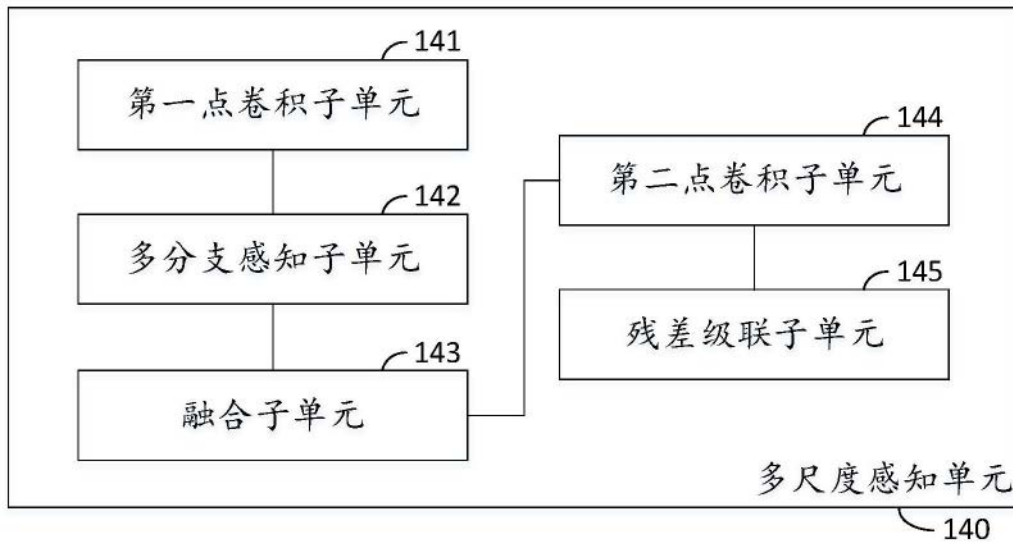 141
第一点卷积子单元
142
多分支感知子单元
143
融合子单元
144
第二点卷积子单元
145
残差级联子单元
多尺度感知单元
140